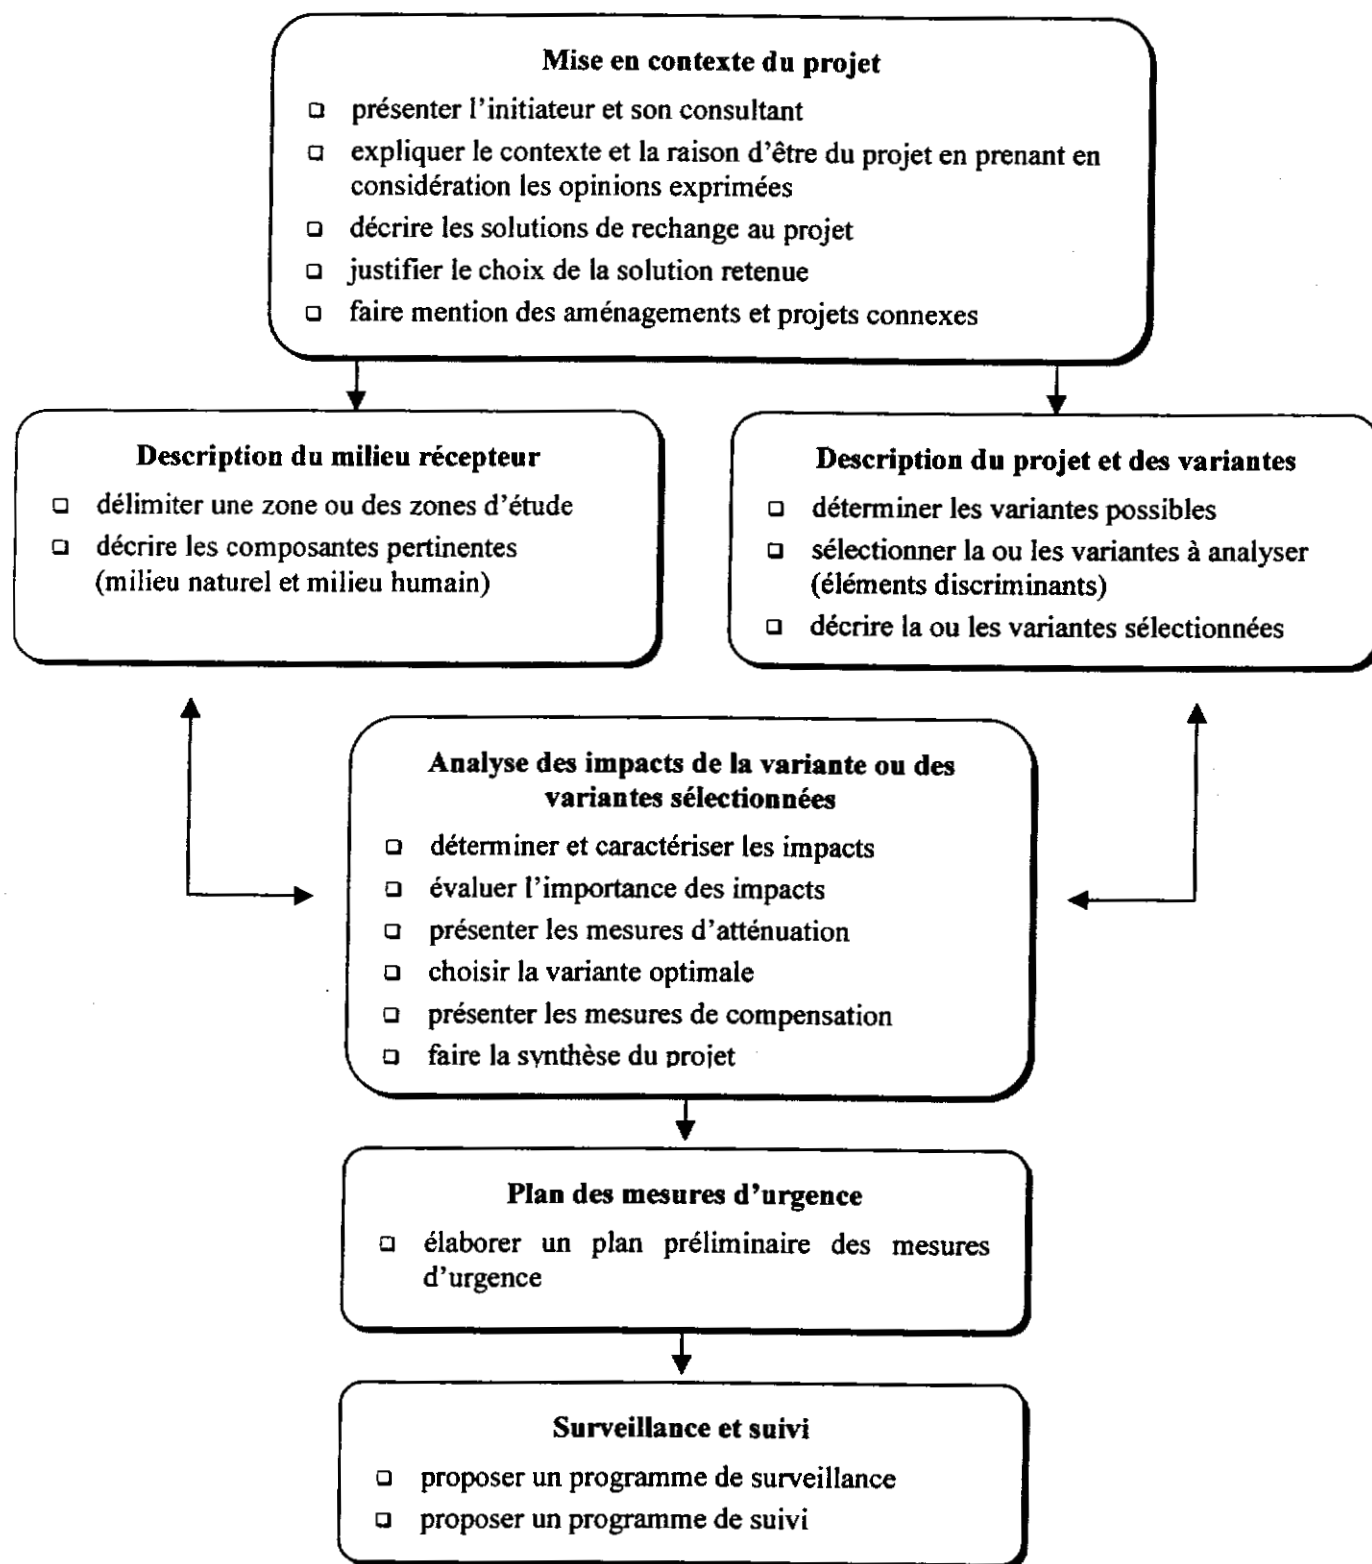 Mise en contexte du projet
❑ présenter l'initiateur et son consultant
❑ expliquer le contexte et la raison d'être du projet en prenant en
considération les opinions exprimées
❑ décrire les solutions de rechange au projet
❑ justifier le choix de la solution retenue
❑ faire mention des aménagements et projets connexes
Description du milieu récepteur
❑ délimiter une zone ou des zones d'étude
❑ décrire les composantes pertinentes
(milieu naturel et milieu humain)
Description du projet et des variantes
❑ déterminer les variantes possibles
❑ sélectionner la ou les variantes à analyser
(éléments discriminants)
❑ décrire la ou les variantes sélectionnées
Analyse des impacts de la variante ou des
variantes sélectionnées
❑ déterminer et caractériser les impacts
❑ évaluer l'importance des impacts
❑ présenter les mesures d'atténuation
❑ choisir la variante optimale
❑ présenter les mesures de compensation
❑ faire la synthèse du projet
Plan des mesures d'urgence
❑ élaborer un plan préliminaire des mesures
d'urgence
Surveillance et suivi
❑ proposer un programme de surveillance
❑ proposer un programme de suivi